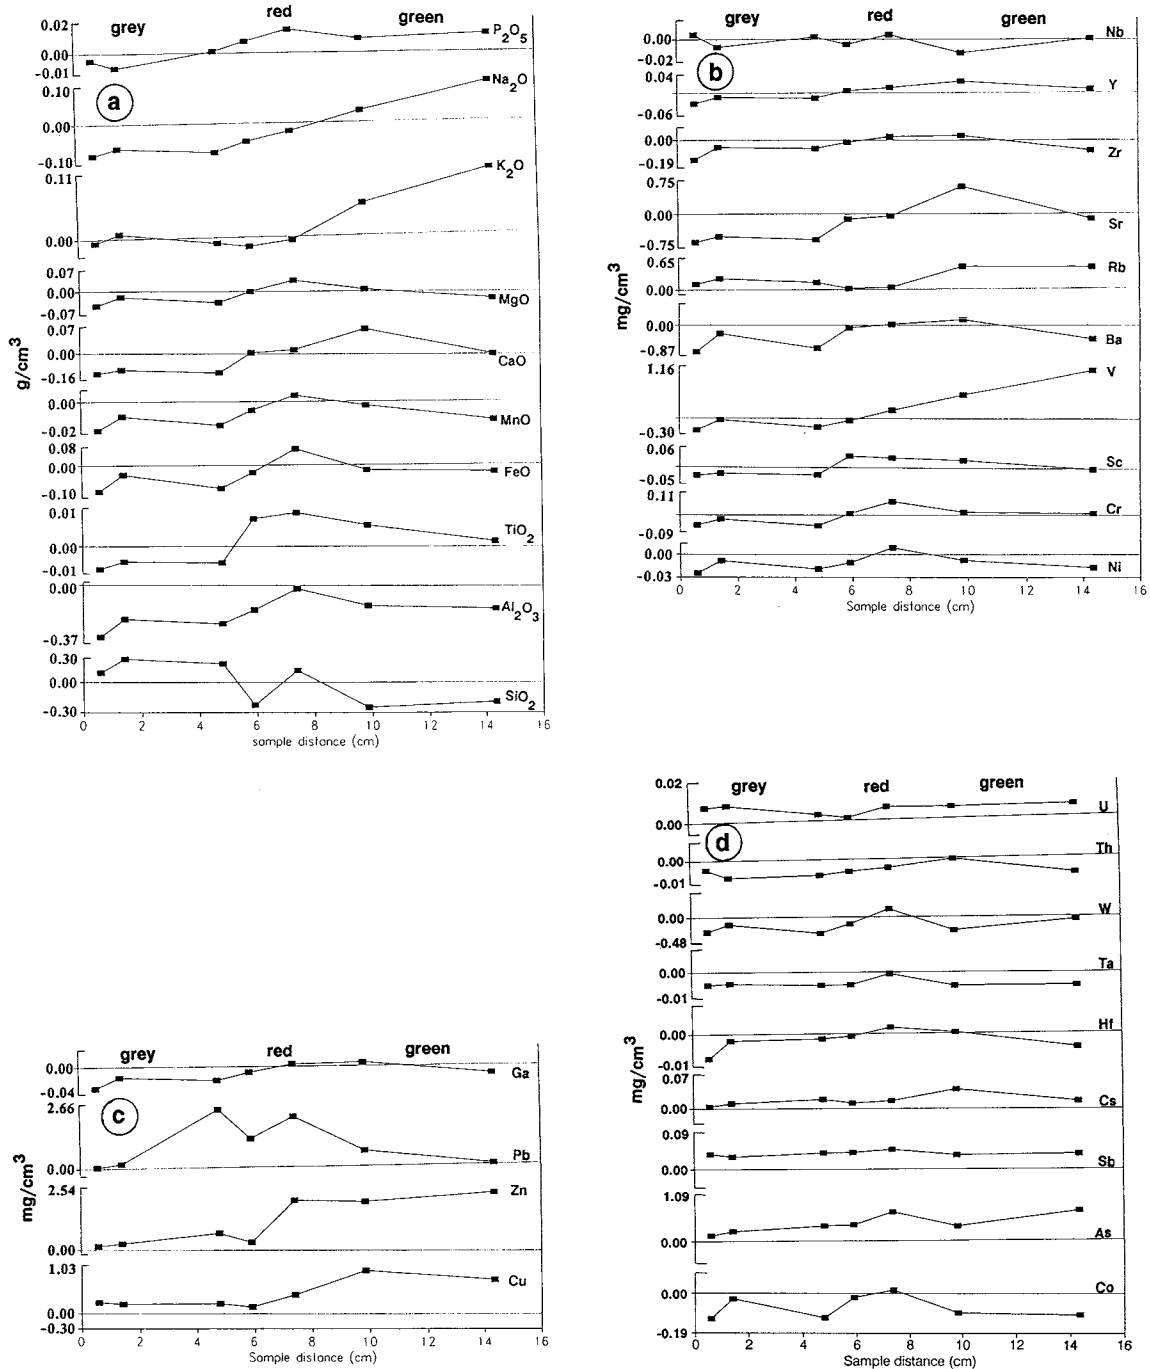 grey red green
0.02
0.00
-0.01
P2O5
a
0.10
0.00
-0.10
Na2O
0.11
0.00
K2O
0.07
0.00
-0.07
MgO
0.07
0.00
-0.16
CaO
0.00
-0.02
MnO
0.08
0.00
-0.10
FeO
0.01
0.00
-0.01
TiO2
0.00
-0.37
Al2O3
0.30
0.00
-0.30
SiO2
g/cm3
0 2 4 6 8 10 12 14 16
sample distance (cm)
grey red green
b
0.00
-0.02
Nb
0.04
-0.06
Y
0.00
-0.19
Zr
0.75
0.00
-0.75
Sr
0.65
0.00
Rb
0.00
-0.87
Ba
1.16
-0.30
V
0.06
-0.05
Sc
0.11
-0.09
Cr
0.00
-0.03
Ni
mg/cm3
0 2 4 6 8 10 12 14 16
Sample distance (cm)
grey red green
c
0.00
-0.04
Ga
2.66
0.00
Pb
2.54
0.00
Zn
1.03
0.00
-0.30
Cu
mg/cm3
0 2 4 6 8 10 12 14 16
Sample distance (cm)
grey red green
d
0.02
0.00
U
0.00
-0.01
Th
0.00
-0.48
W
0.00
-0.01
Ta
0.00
-0.01
Hf
0.07
0.00
Cs
0.09
0.00
Sb
1.09
0.00
As
0.00
-0.19
Co
mg/cm3
0 2 4 6 8 10 12 14 16
Sample distance (cm)